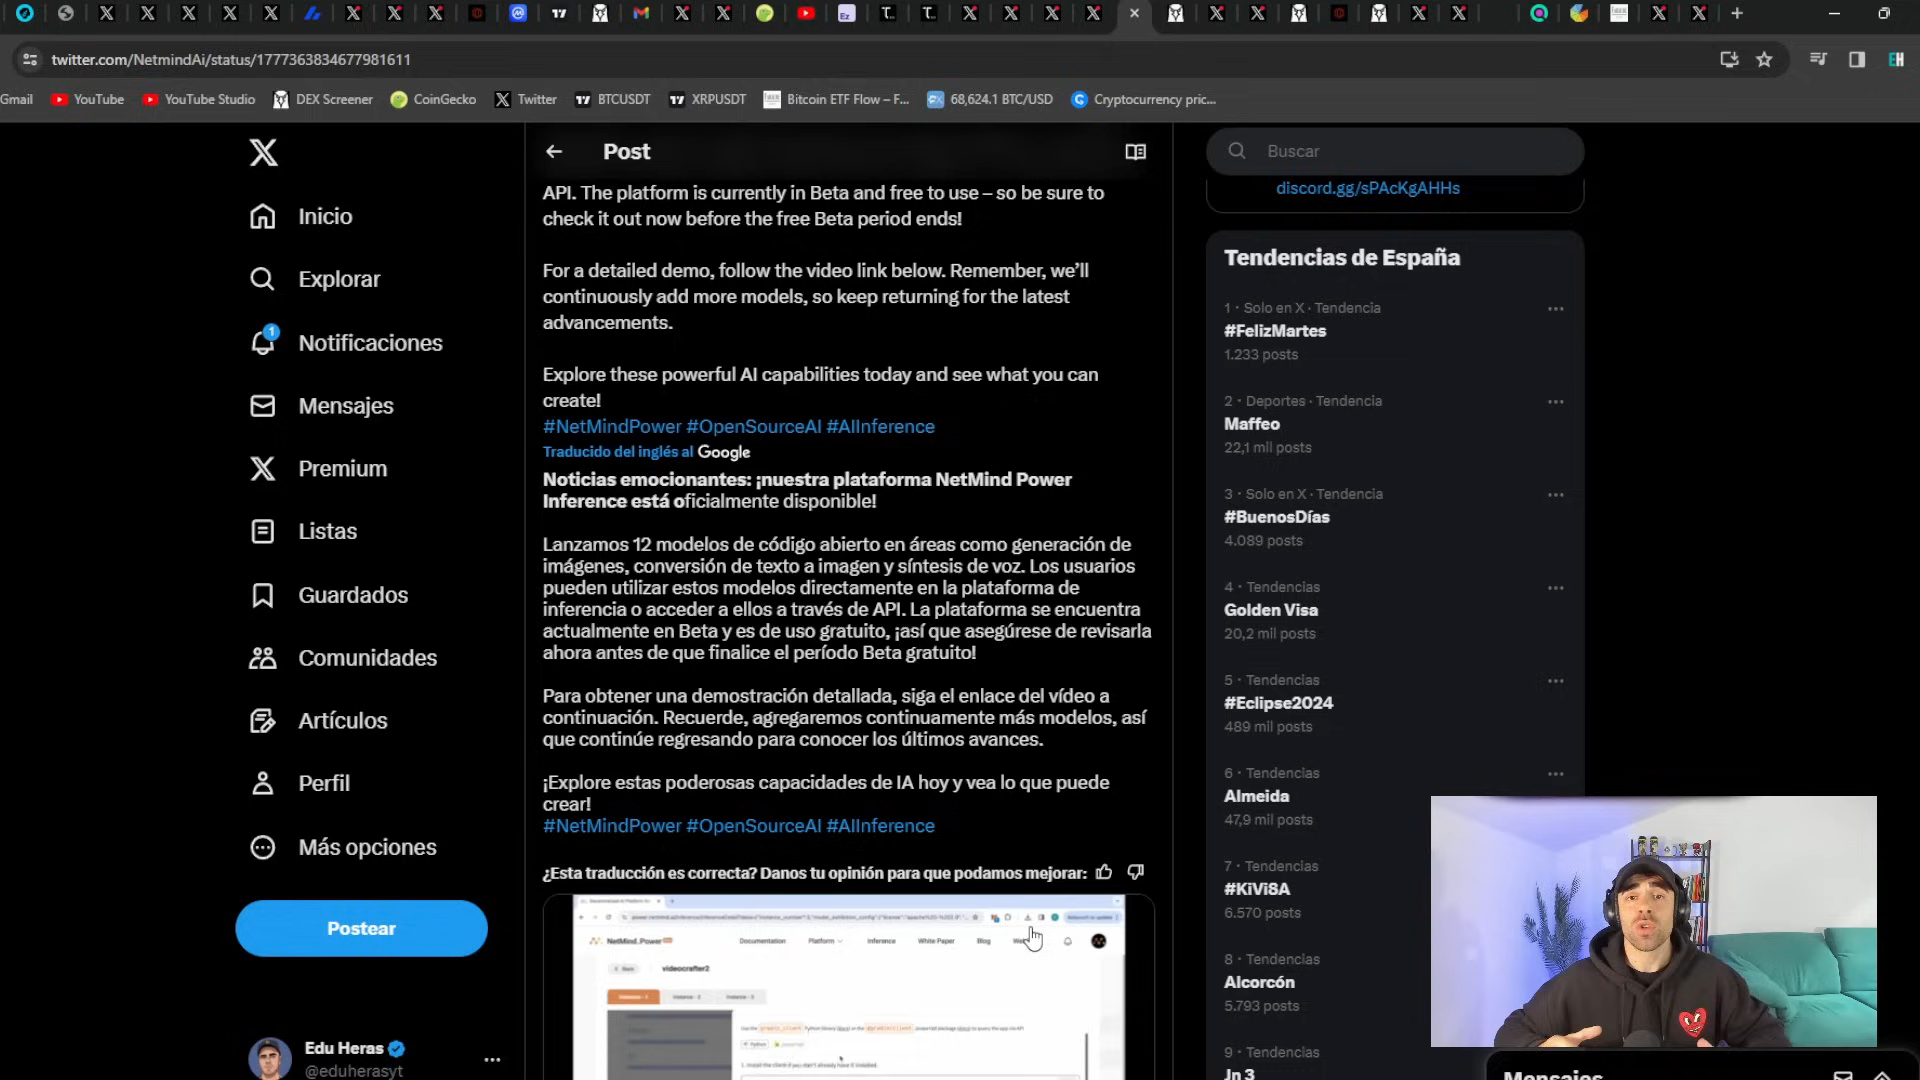 twitter.com/NetmindAi/status/1777363834677981611
Gmail
YouTube
YouTube Studio
DEX Screener
CoinGecko
Twitter
BTCUSDT
XRPUSDT
Bitcoin ETF Flow – F...
68,624.1 BTC/USD
Cryptocurrency pric...
Inicio
Explorar
1
Notificaciones
Mensajes
Premium
Listas
Guardados
Comunidades
Artículos
Perfil
Más opciones
Postear
Edu Heras
@eduherasyt
Post
API. The platform is currently in Beta and free to use – so be sure to
check it out now before the free Beta period ends!
For a detailed demo, follow the video link below. Remember, we’ll
continuously add more models, so keep returning for the latest
advancements.
Explore these powerful AI capabilities today and see what you can
create!
#NetMindPower #OpenSourceAI #AIInference
Traducido del inglés al Google
Noticias emocionantes: ¡nuestra plataforma NetMind Power
Inference está oficialmente disponible!
Lanzamos 12 modelos de código abierto en áreas como generación de
imágenes, conversión de texto a imagen y síntesis de voz. Los usuarios
pueden utilizar estos modelos directamente en la plataforma de
inferencia o acceder a ellos a través de API. La plataforma se encuentra
actualmente en Beta y es de uso gratuito, ¡así que asegúrese de revisarla
ahora antes de que finalice el período Beta gratuito!
Para obtener una demostración detallada, siga el enlace del vídeo a
continuación. Recuerde, agregaremos continuamente más modelos, así
que continúe regresando para conocer los últimos avances.
¡Explore estas poderosas capacidades de IA hoy y vea lo que puede
crear!
#NetMindPower #OpenSourceAI #AIInference
¿Esta traducción es correcta? Danos tu opinión para que podamos mejorar:
NetMind.Power
Documentation
Platform
Inference
White Paper
Blog
Back
videocrafter2
Python
Buscar
discord.gg/sPAcKgAHHs
Tendencias de España
1 · Solo en X · Tendencia
#FelizMartes
1.233 posts
2 · Deportes · Tendencia
Maffeo
22,1 mil posts
3 · Solo en X · Tendencia
#BuenosDías
4.089 posts
4 · Tendencias
Golden Visa
20,2 mil posts
5 · Tendencias
#Eclipse2024
489 mil posts
6 · Tendencias
Almeida
47,9 mil posts
7 · Tendencias
#KiVi8A
6.570 posts
8 · Tendencias
Alcorcón
5.793 posts
9 · Tendencias
Jn 3
Mensajes